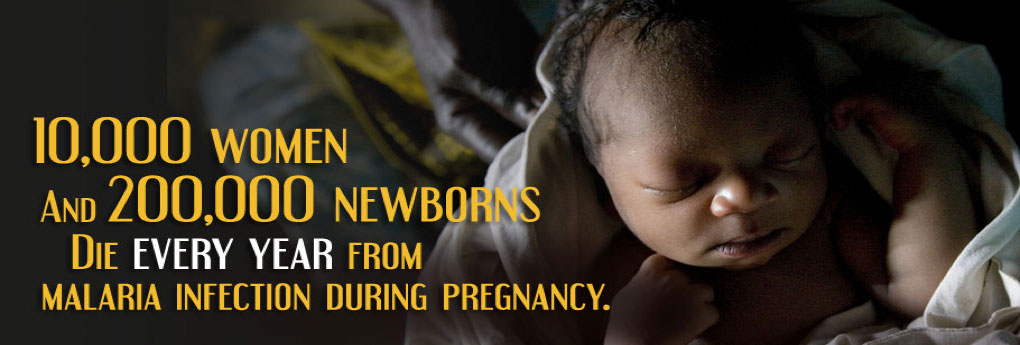 10,000 WOMEN
AND 200,000 NEWBORNS
DIE EVERY YEAR FROM
MALARIA INFECTION DURING PREGNANCY.